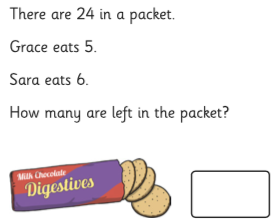 There are 24 in a packet.
Grace eats 5.
Sara eats 6.
How many are left in the packet?
Milk Chocolate
Digestives